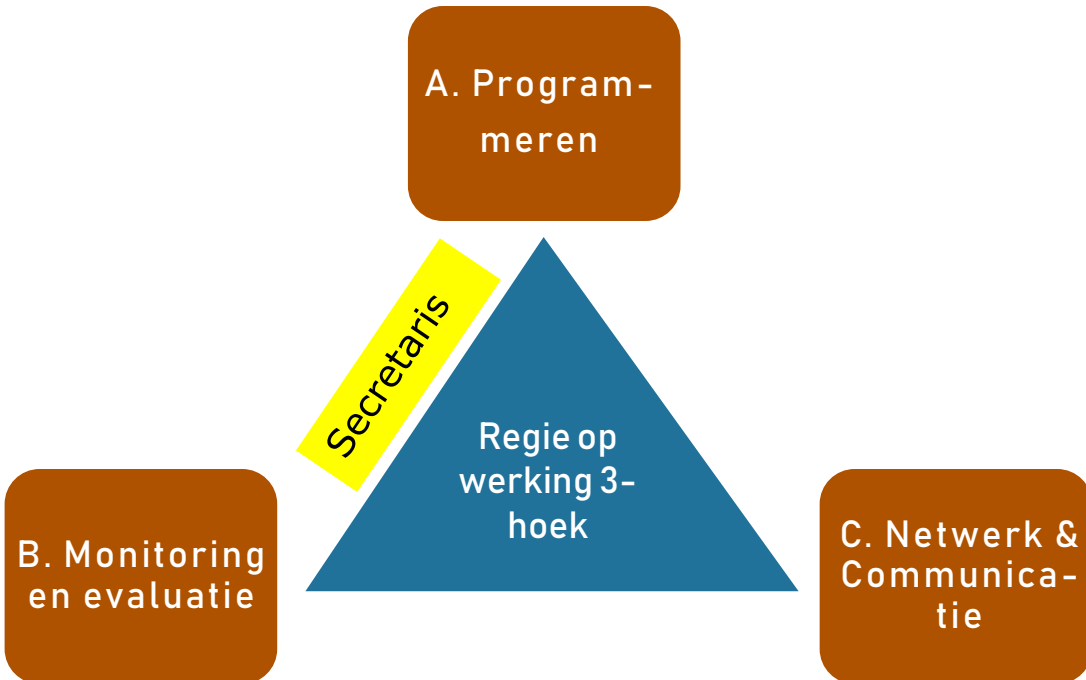 A. Program-
meren
Secretaris
Regie op
werking 3-
hoek
B. Monitoring
en evaluatie
C. Netwerk &
Communica-
tie